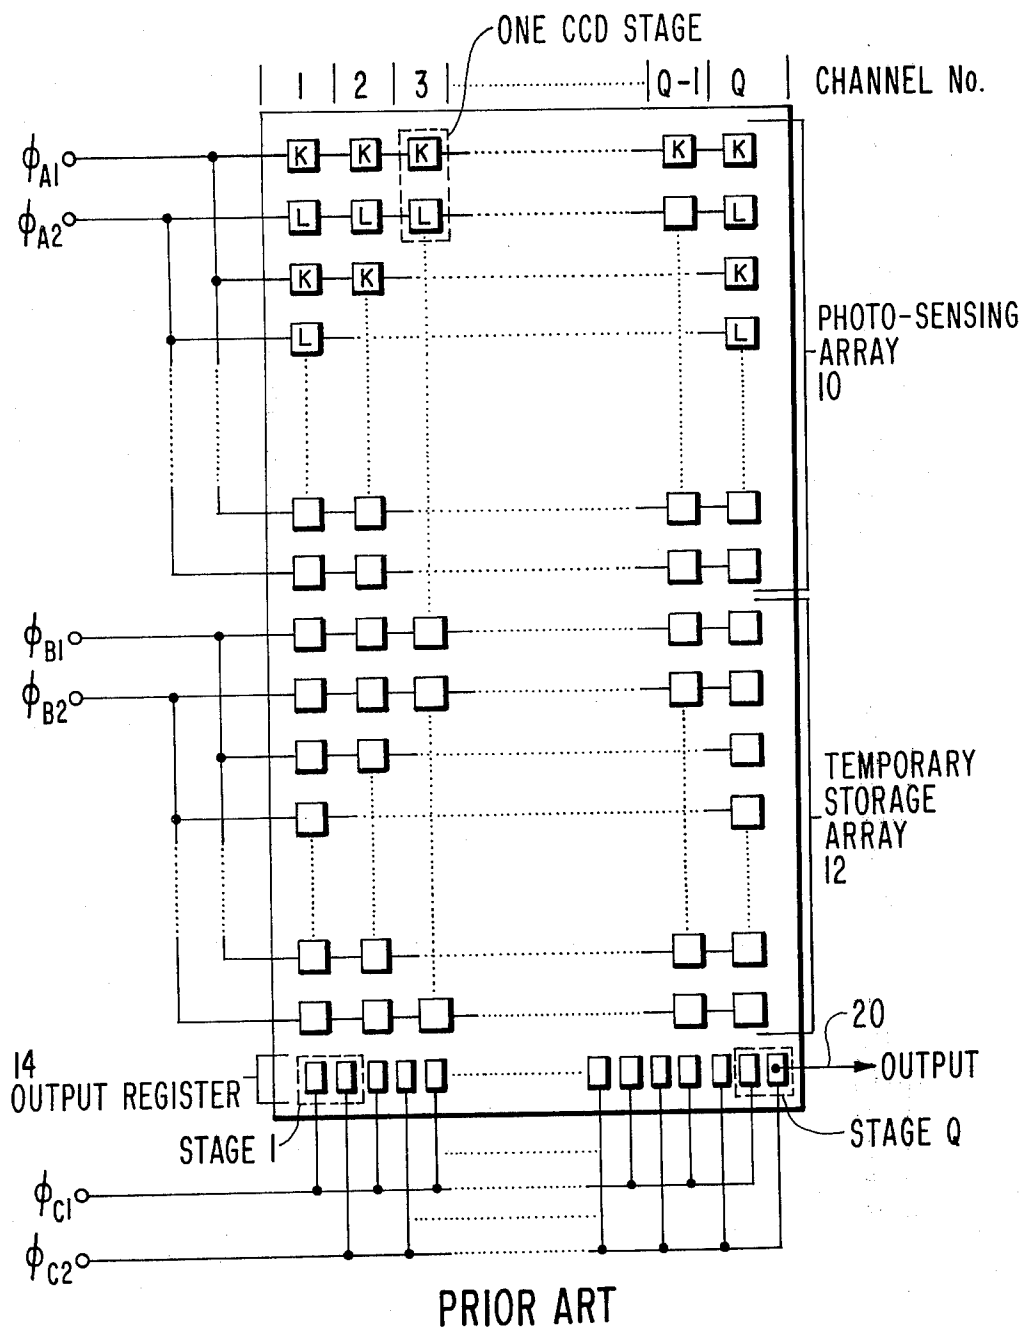 ONE CCD STAGE
1 2 3 Q-1 Q CHANNEL No.
ϕA1 K K K K K
ϕA2 L L L L
K K K
L L
PHOTO-SENSING
ARRAY
10
ϕB1
ϕB2
TEMPORARY
STORAGE
ARRAY
12
20
14
OUTPUT REGISTER
OUTPUT
STAGE 1
STAGE Q
ϕC1
ϕC2
PRIOR ART